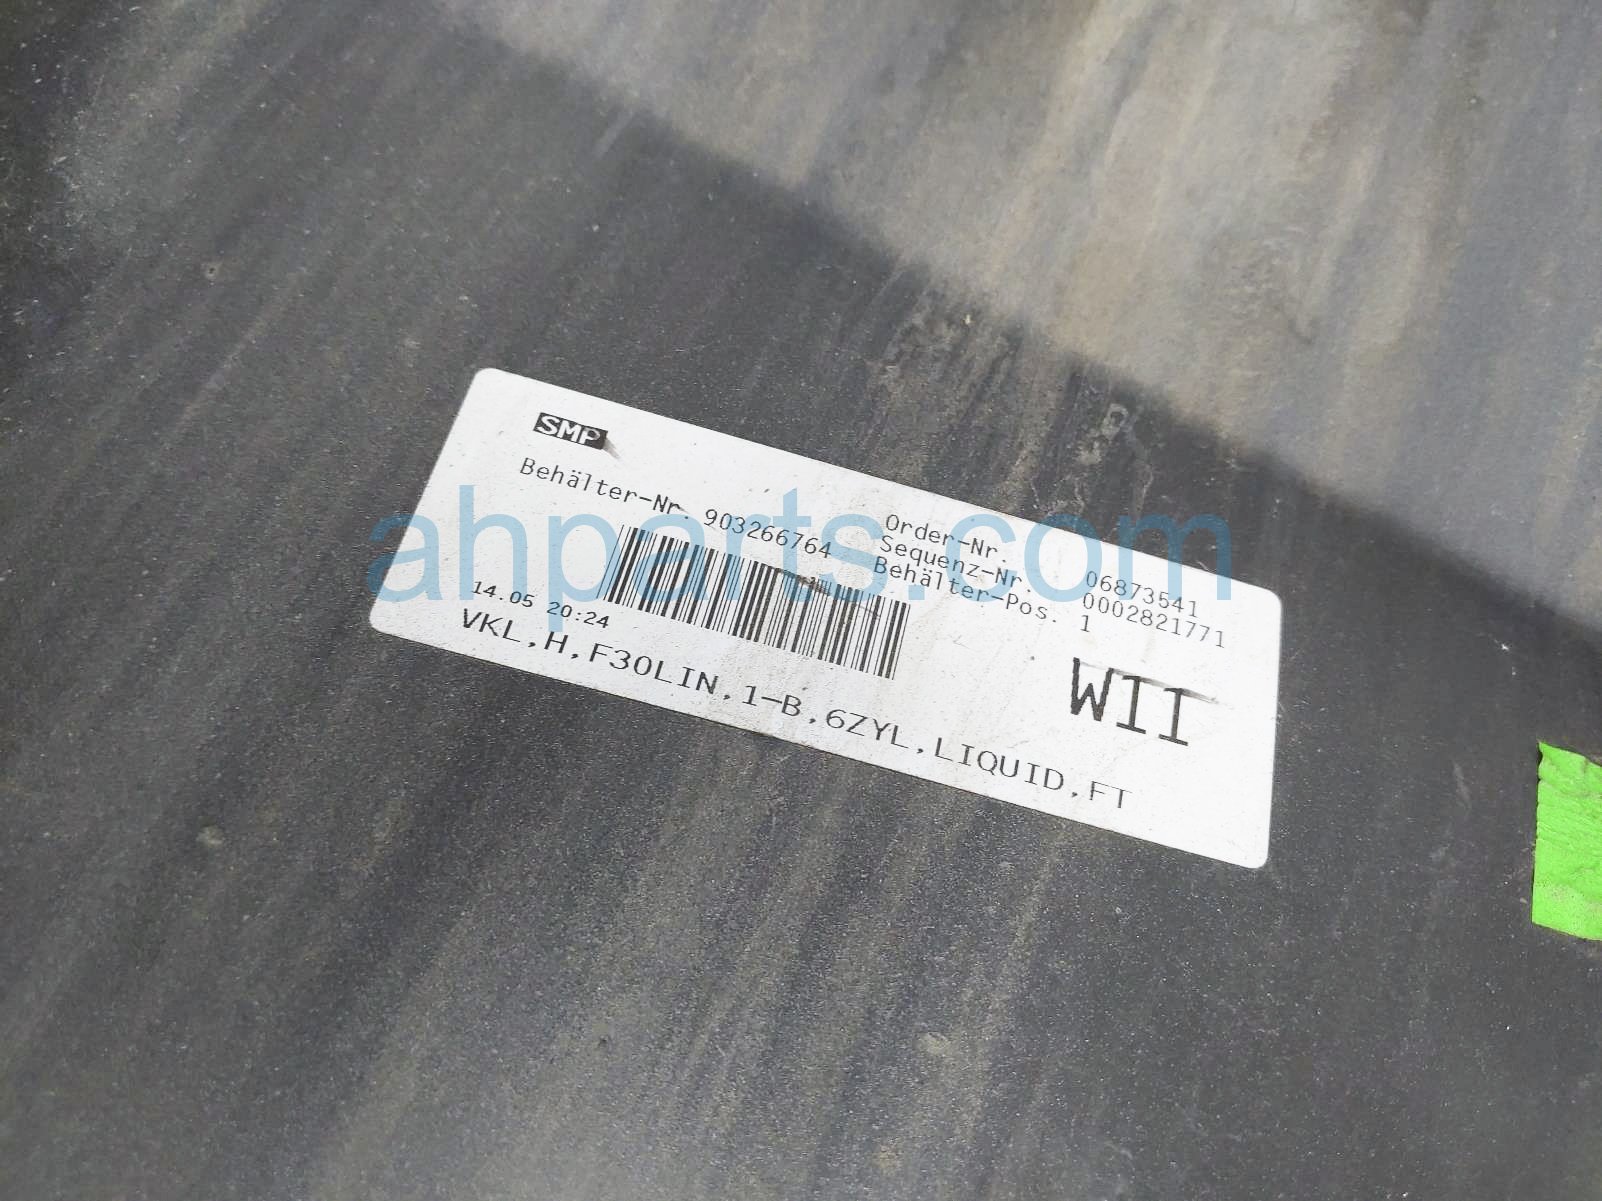 SMP
Behälter-Nr. 903266764
Order-Nr. 06873541
Sequenz-Nr. 0002821771
Behälter-Pos. 1
14.05 20:24
W11
VKL,H,F30LIN,1-B,6ZYL,LIQUID,FT
ahparts.com